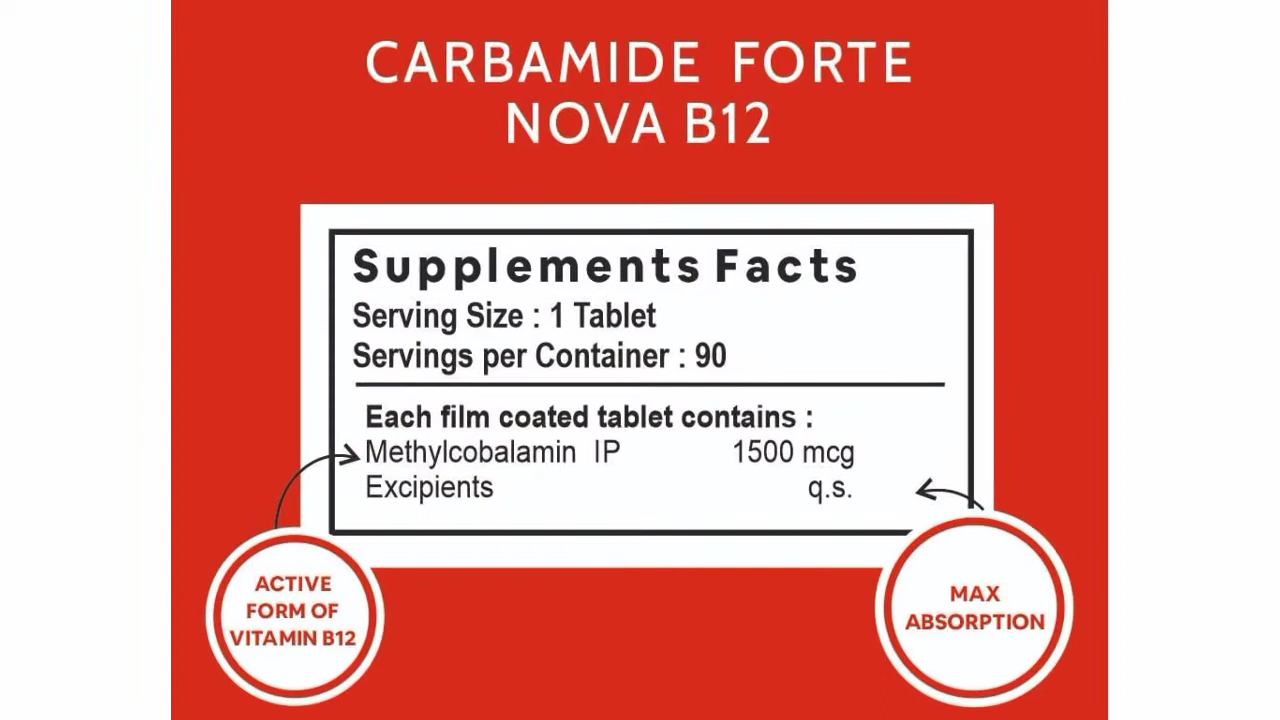 CARBAMIDE FORTE
NOVA B12
Supplements Facts
Serving Size : 1 Tablet
Servings per Container : 90
Each film coated tablet contains :
Methylcobalamin IP 1500 mcg
Excipients q.s.
ACTIVE
FORM OF
VITAMIN B12
MAX
ABSORPTION